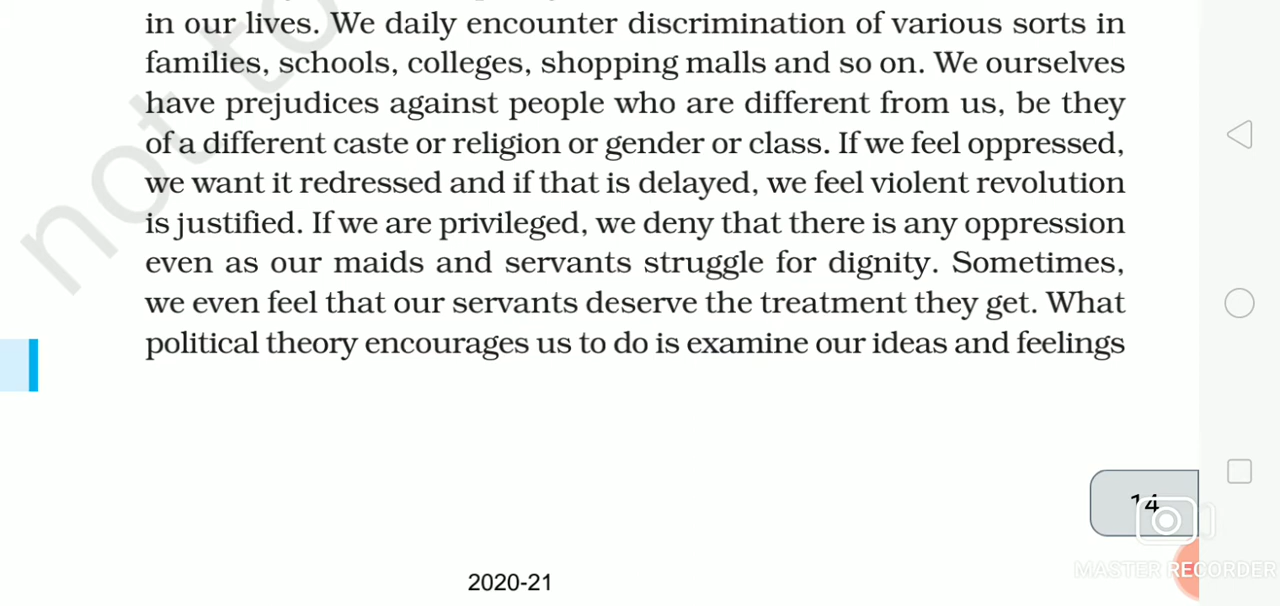 in our lives. We daily encounter discrimination of various sorts in
families, schools, colleges, shopping malls and so on. We ourselves
have prejudices against people who are different from us, be they
of a different caste or religion or gender or class. If we feel oppressed,
we want it redressed and if that is delayed, we feel violent revolution
is justified. If we are privileged, we deny that there is any oppression
even as our maids and servants struggle for dignity. Sometimes,
we even feel that our servants deserve the treatment they get. What
political theory encourages us to do is examine our ideas and feelings
not to
14
MASTER RECORDER
2020-21